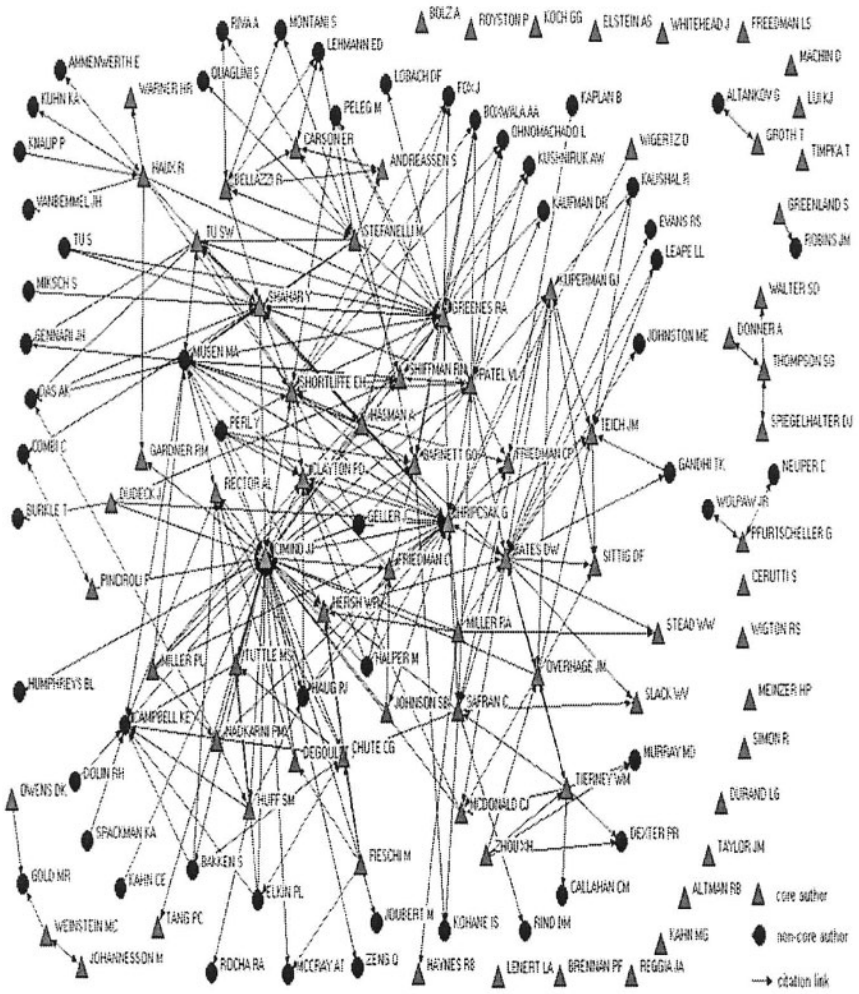 BOLZ A
ROYSTON P
KOCH GG
ELSTEIN AS
WHITEHEAD J
FREEDMAN LS
RIVA A
MONTANI S
LEHMANN ED
MACHIN D
AMMENWERTH E
QUAGLINI S
LOBACH DF
FOX J
KAPLAN B
ALTANKOV G
LUI KJ
KUHN KA
WARNER HR
PELEG M
BOXWALA AA
OHNOMACHADO L
KNAUP P
CARSON ER
ANDREASSEN S
KUSHNIRUK AW
WIGERTZ O
GROTH T
TIMPKA T
HAUX R
BELLAZZI R
KAUSHAL R
VANBEMMEL JH
KAUFMAN DR
GREENLAND S
TU S
TU SW
STEFANELLI M
EVANS RS
ROBINS JM
LEAPE LL
MIKSCH S
SHAHAR Y
GREENES RA
KUPERMAN GJ
WALTER SD
GENNARI JH
MUSEN MA
JOHNSTON ME
DONNER A
DAS AK
SHORTLIFFE EH
SHIFFMAN RN
PATEL VL
THOMPSON SG
PERL Y
HASMAN A
TEICH JM
SPIEGELHALTER DJ
COMBI C
GARDNER RM
CLAYTON PD
BARNETT GO
FRIEDMAN CP
GANDHI TK
NEUPER C
BURKLE T
DUDECK J
RECTOR AL
GELLER J
HRIPCSAK G
WOLPAW JR
PFURTSCHELLER G
PINCIROLI F
CIMINO JJ
FRIEDMAN C
BATES DW
SITTIG DF
CERUTTI S
HERSH WR
MILLER RA
STEAD WW
WIGTON RS
HUMPHREYS BL
MILLER PL
TUTTLE MS
HALPER M
OVERHAGE JM
CAMPBELL KE
HAUG PJ
JOHNSON SB
SAFRAN C
SLACK WV
MEINZER HP
NADKARNI PM
DEGOULET P
CHUTE CG
MURRAY MD
SIMON R
DOLIN RH
OWENS DK
HUFF SM
MCDONALD CJ
TIERNEY WM
DURAND LG
SPACKMAN KA
ZHOU XH
DEXTER PR
TAYLOR JM
GOLD MR
KAHN CE
BAKKEN S
FIESCHI M
CALLAHAN CM
ALTMAN RB
core author
ELKIN PL
JOUBERT M
KOHANE IS
RIND DM
WEINSTEIN MC
TANG PC
KAHN MG
non-core author
JOHANNESSON M
ROCHA RA
MCCRAY AT
ZENG Q
HAYNES RB
LENERT LA
BRENNAN PF
REGGIA JA
citation link